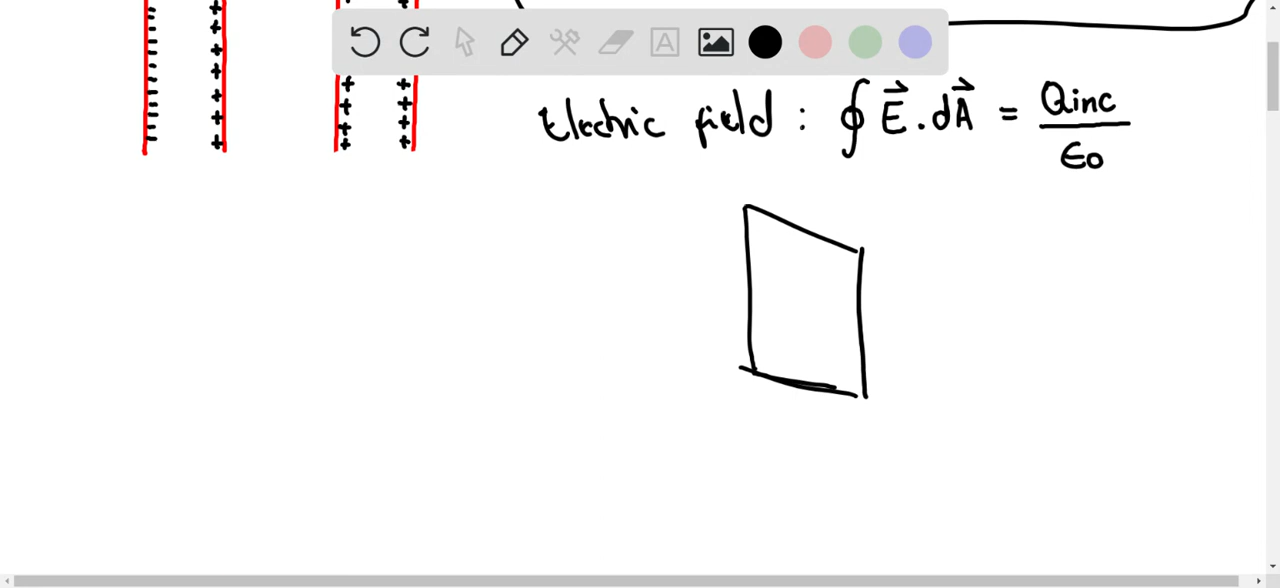 Electric field : ∮ E⃗ . dA⃗ = Qinc / ϵ0